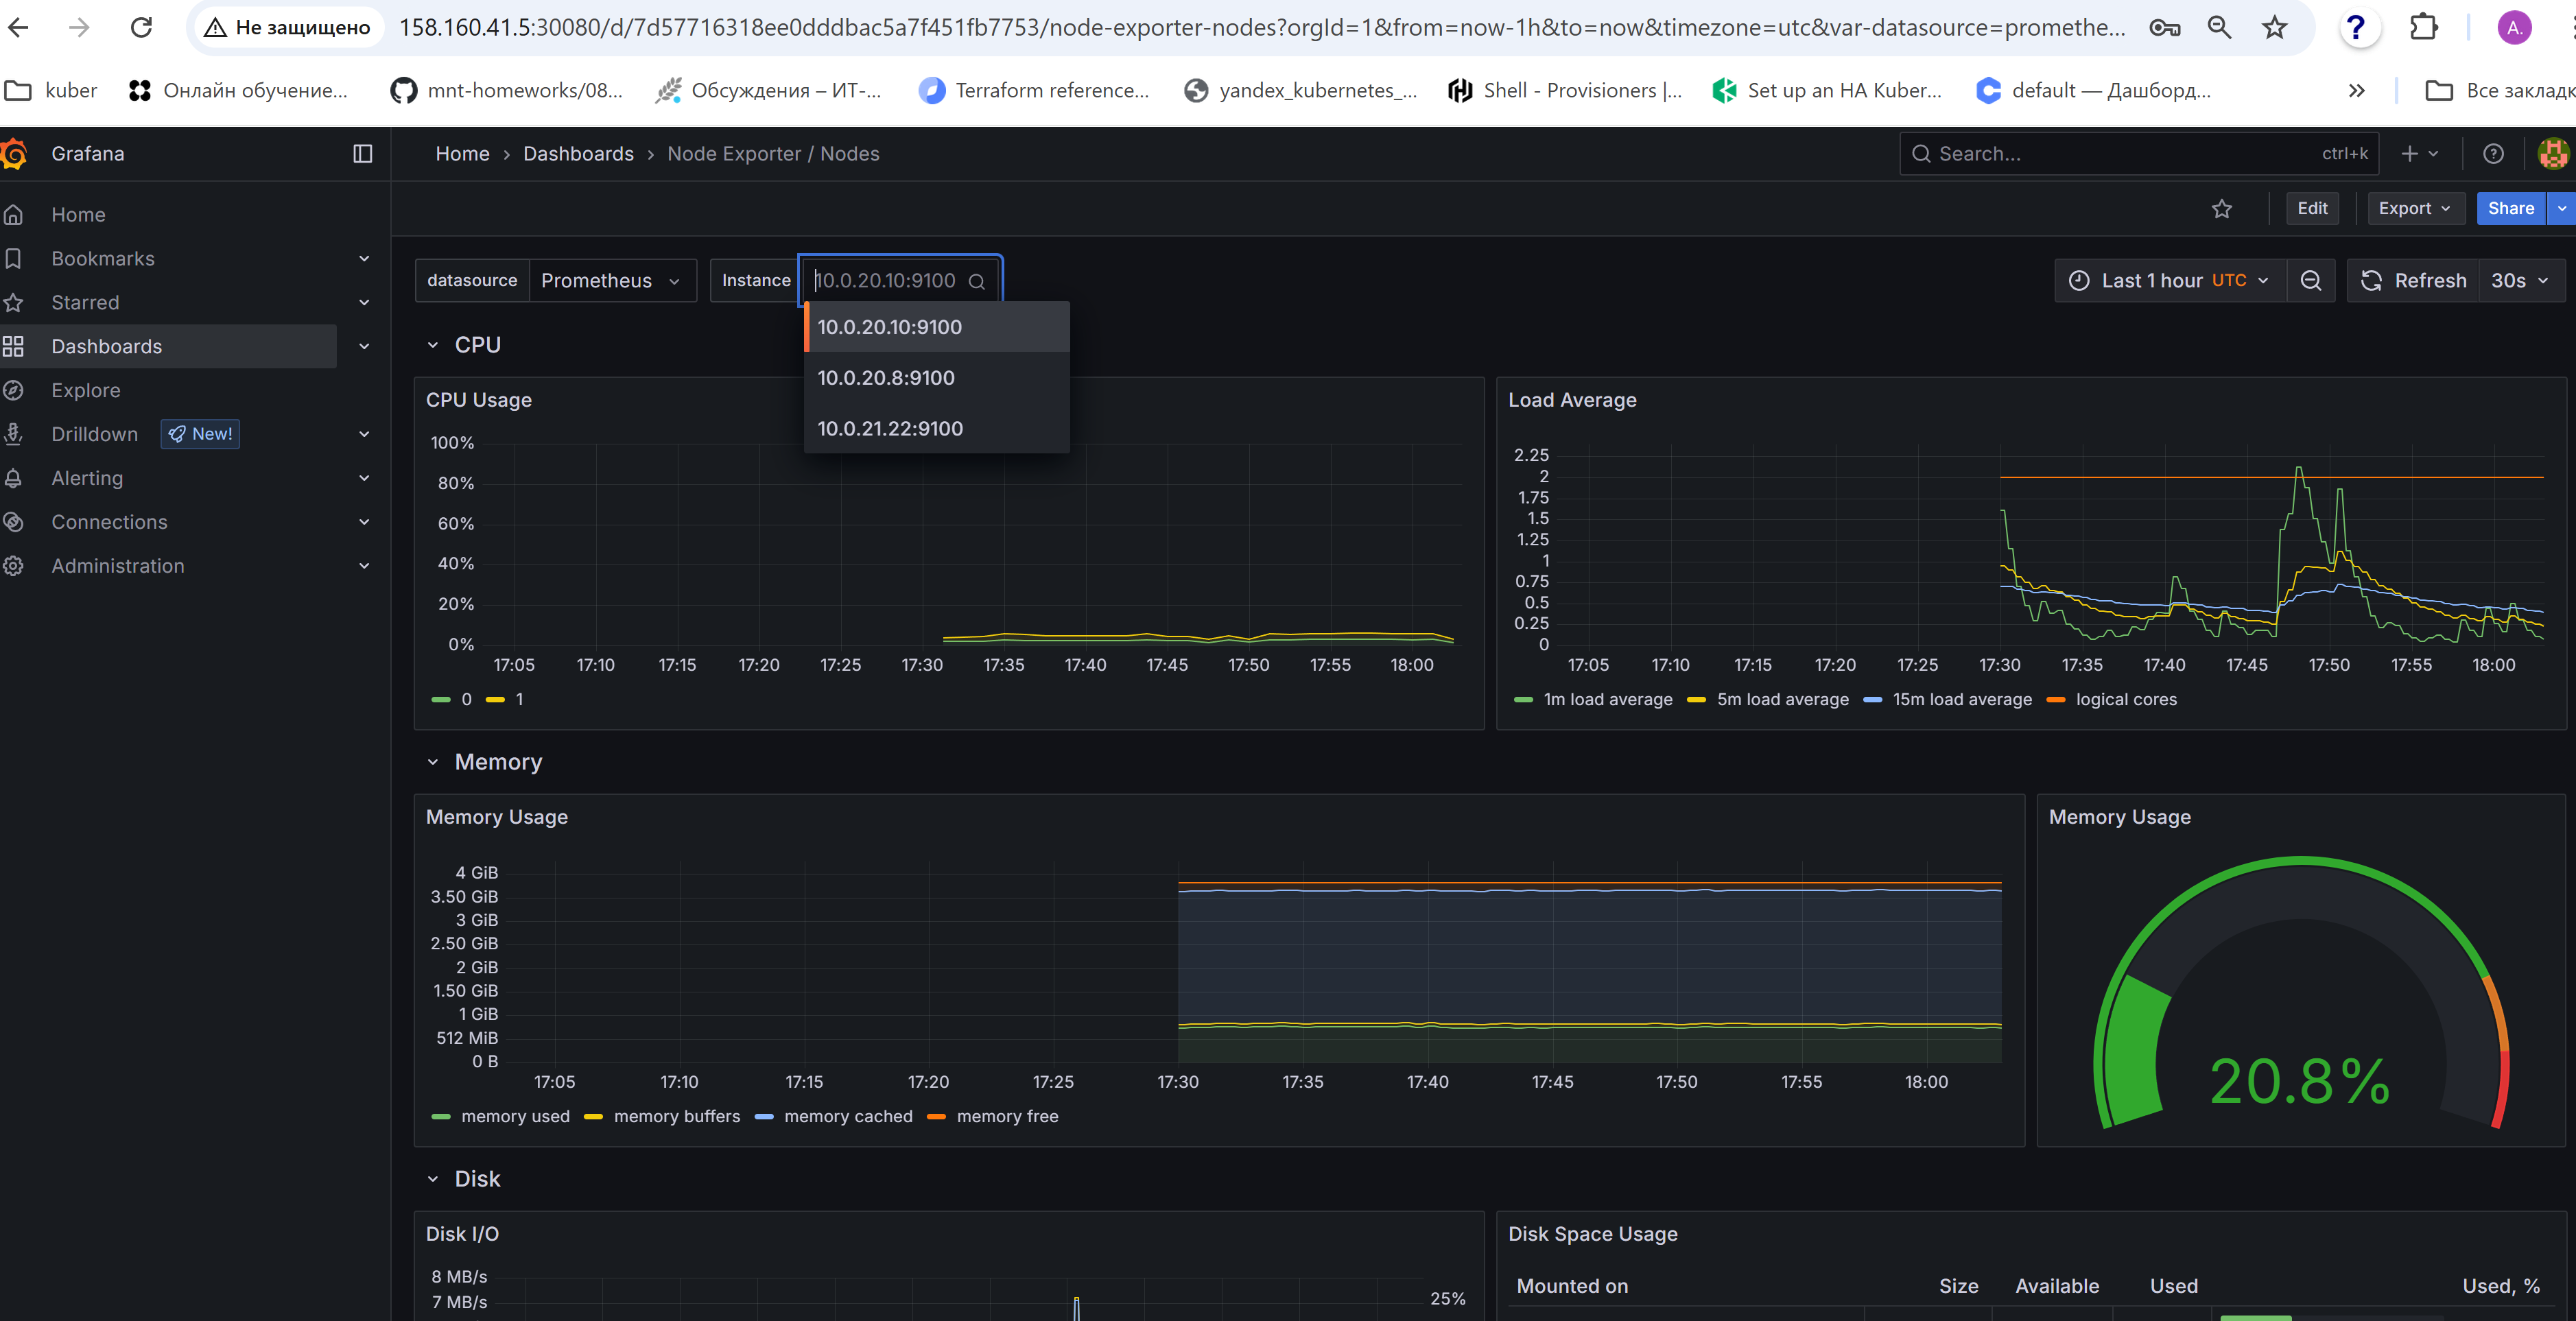 Не защищено
158.160.41.5:30080/d/7d57716318ee0dddbac5a7f451fb7753/node-exporter-nodes?orgId=1&from=now-1h&to=now&timezone=utc&var-datasource=promethe...
?
A.
kuber
Онлайн обучение...
mnt-homeworks/08...
Обсуждения – ИТ-...
Terraform reference...
yandex_kubernetes_...
Shell - Provisioners |...
Set up an HA Kuber...
default — Дашборд...
Все закладк
Grafana
Home › Dashboards › Node Exporter / Nodes
Search...
ctrl+k
Edit
Export
Share
Home
Bookmarks
Starred
Dashboards
Explore
Drilldown
New!
Alerting
Connections
Administration
datasource
Prometheus
Instance
10.0.20.10:9100
10.0.20.10:9100
10.0.20.8:9100
10.0.21.22:9100
Last 1 hour UTC
Refresh
30s
CPU
CPU Usage
100%
80%
60%
40%
20%
0%
17:05 17:10 17:15 17:20 17:25 17:30 17:35 17:40 17:45 17:50 17:55 18:00
0 1
Load Average
2.25
2
1.75
1.5
1.25
1
0.75
0.5
0.25
0
17:05 17:10 17:15 17:20 17:25 17:30 17:35 17:40 17:45 17:50 17:55 18:00
1m load average 5m load average 15m load average logical cores
Memory
Memory Usage
4 GiB
3.50 GiB
3 GiB
2.50 GiB
2 GiB
1.50 GiB
1 GiB
512 MiB
0 B
17:05 17:10 17:15 17:20 17:25 17:30 17:35 17:40 17:45 17:50 17:55 18:00
memory used memory buffers memory cached memory free
Memory Usage
20.8%
Disk
Disk I/O
8 MB/s
7 MB/s
25%
Disk Space Usage
Mounted on Size Available Used Used, %